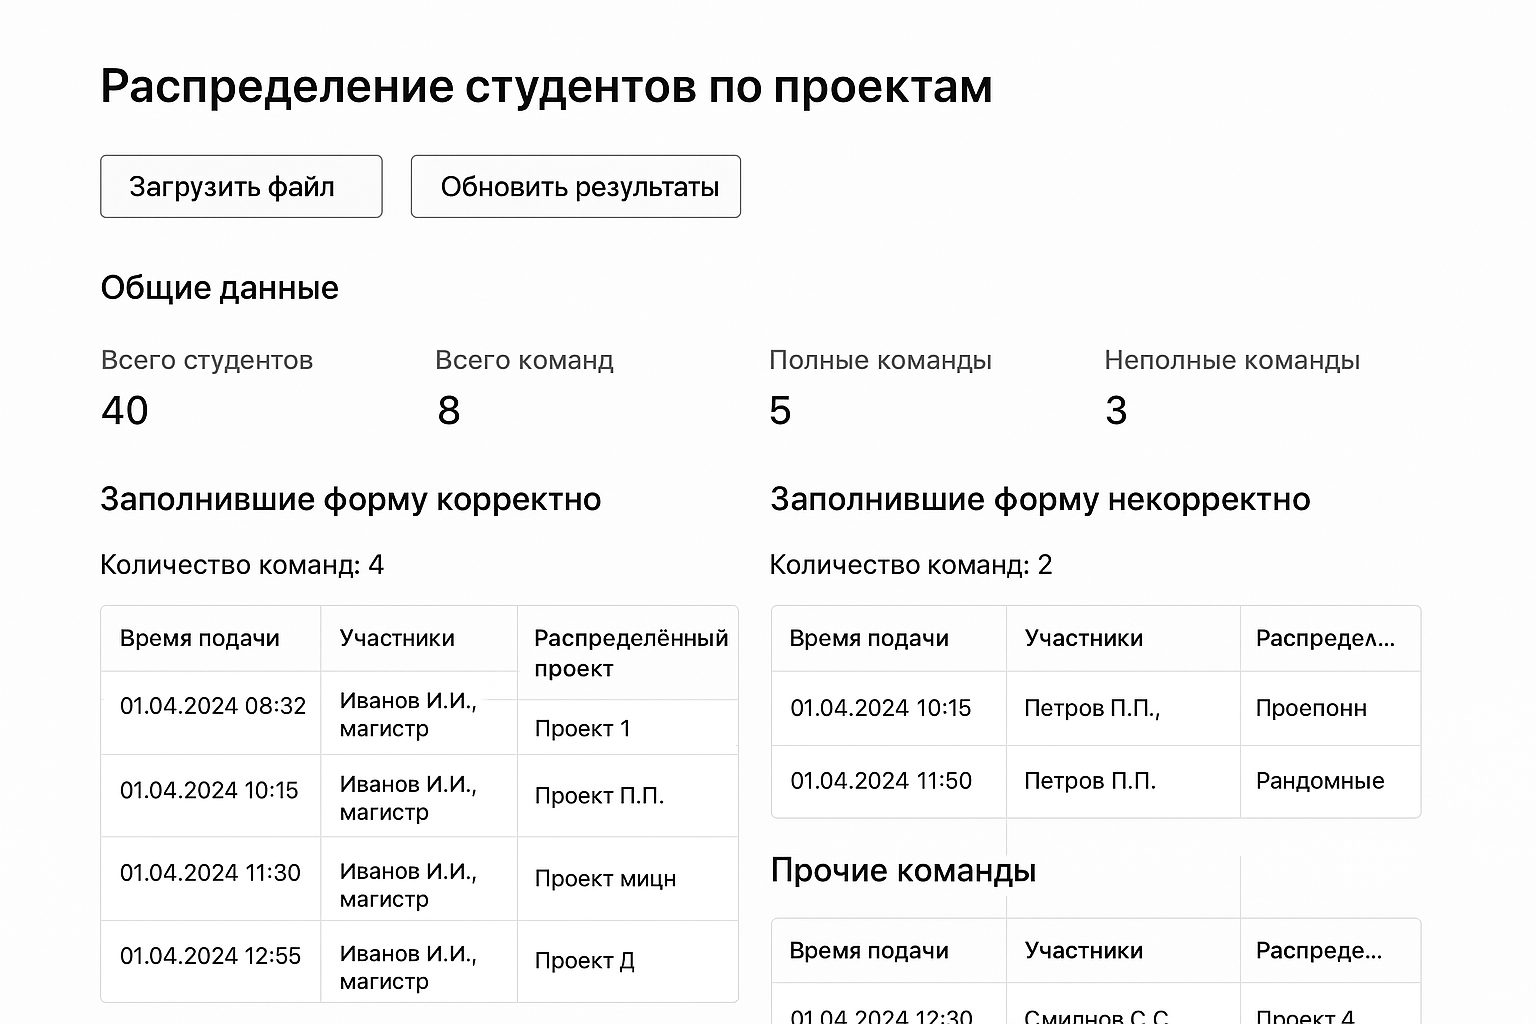 Распределение студентов по проектам
Загрузить файл
Обновить результаты
Общие данные
Всего студентов
40
Всего команд
8
Полные команды
5
Неполные команды
3
Заполнившие форму корректно
Количество команд: 4
Время подачи
Участники
Распределённый
проект
01.04.2024 08:32
Иванов И.И.,
магистр
Проект 1
01.04.2024 10:15
Иванов И.И.,
магистр
Проект П.П.
01.04.2024 11:30
Иванов И.И.,
магистр
Проект мицн
01.04.2024 12:55
Иванов И.И.,
магистр
Проект Д
Заполнившие форму некорректно
Количество команд: 2
Время подачи
Участники
Распредел...
01.04.2024 10:15
Петров П.П.,
Проепонн
01.04.2024 11:50
Петров П.П.
Рандомные
Прочие команды
Время подачи
Участники
Распреде...
01.04.2024 12:30
Смилнов С.С.
Проект 4